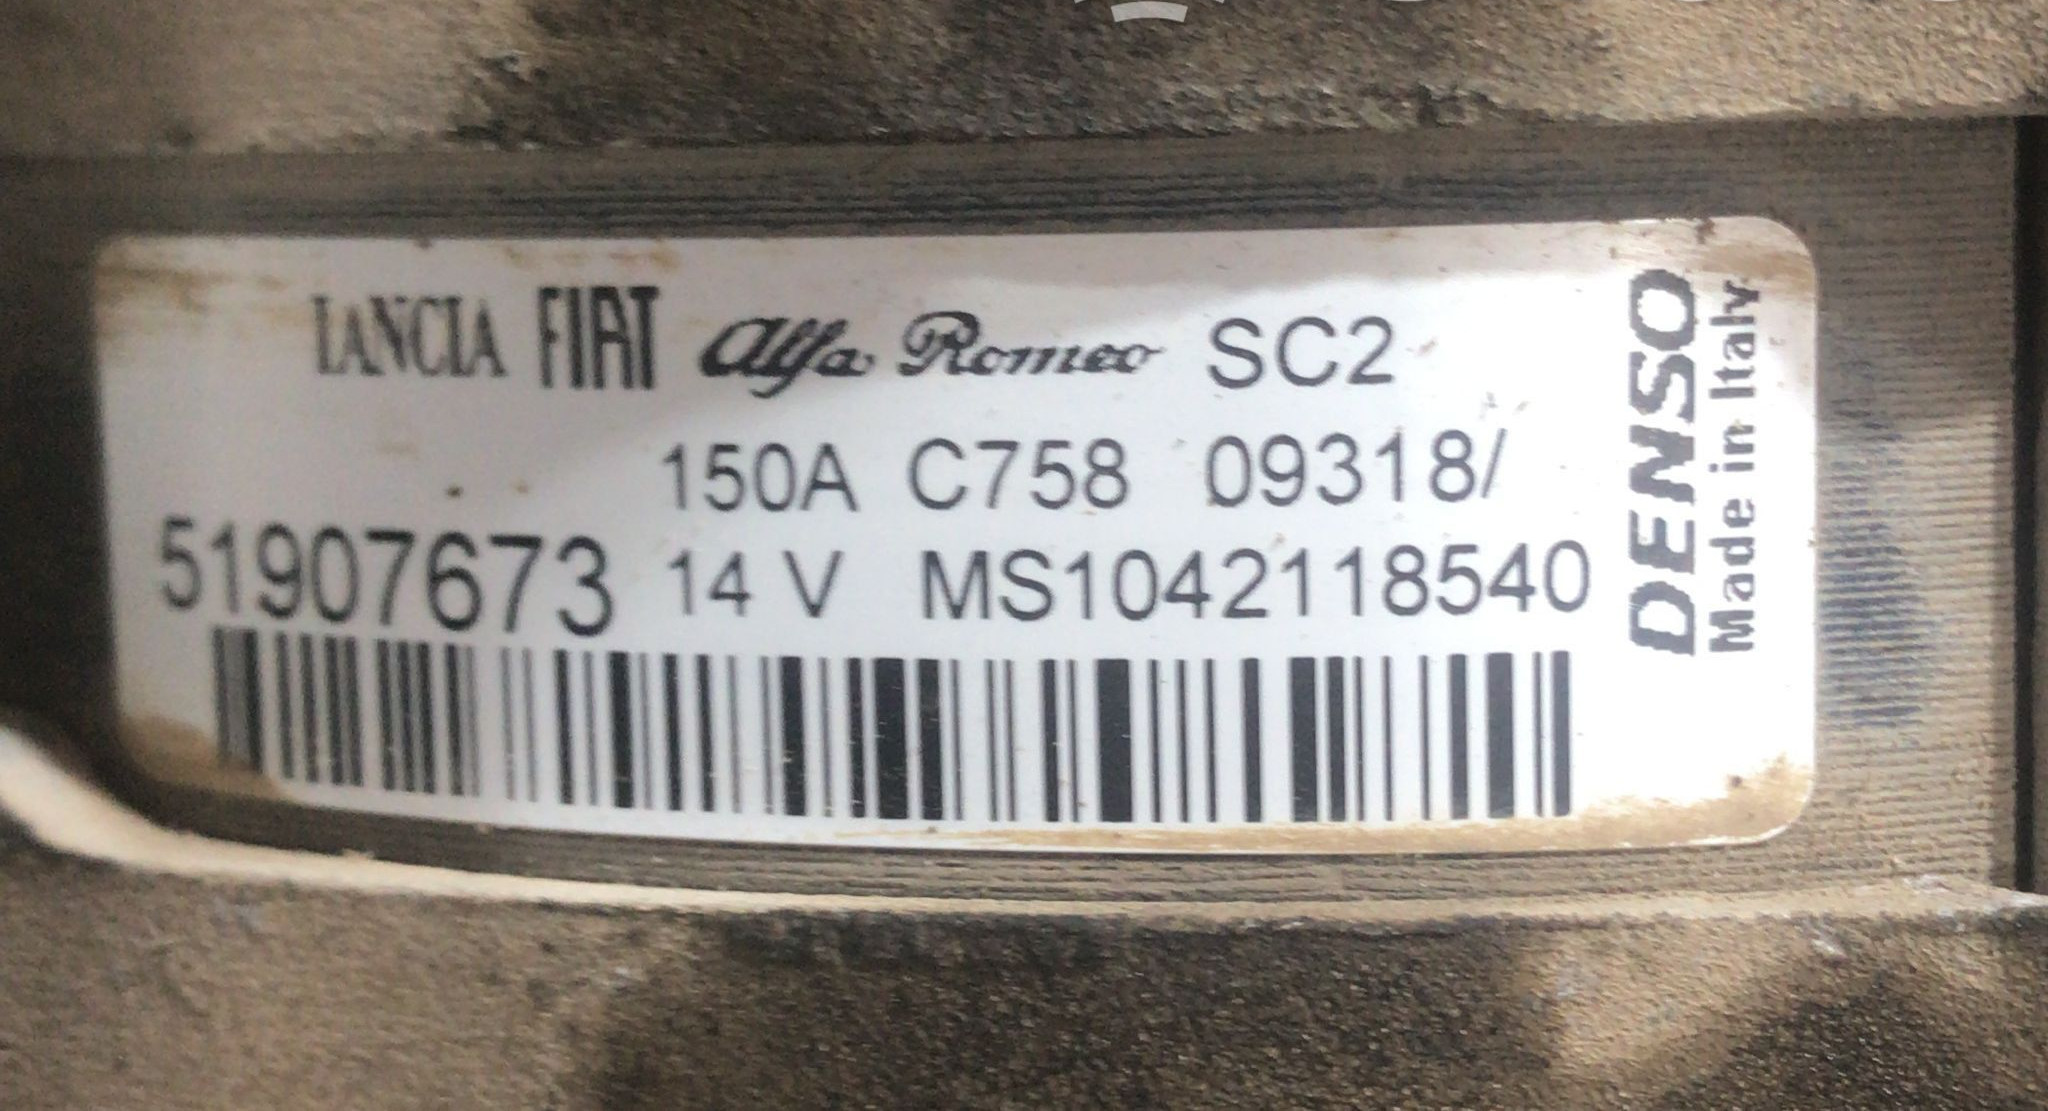 LANCIA FIAT Alfa Romeo SC2
150A C758 09318/
51907673 14 V MS1042118540
DENSO
Made in Italy